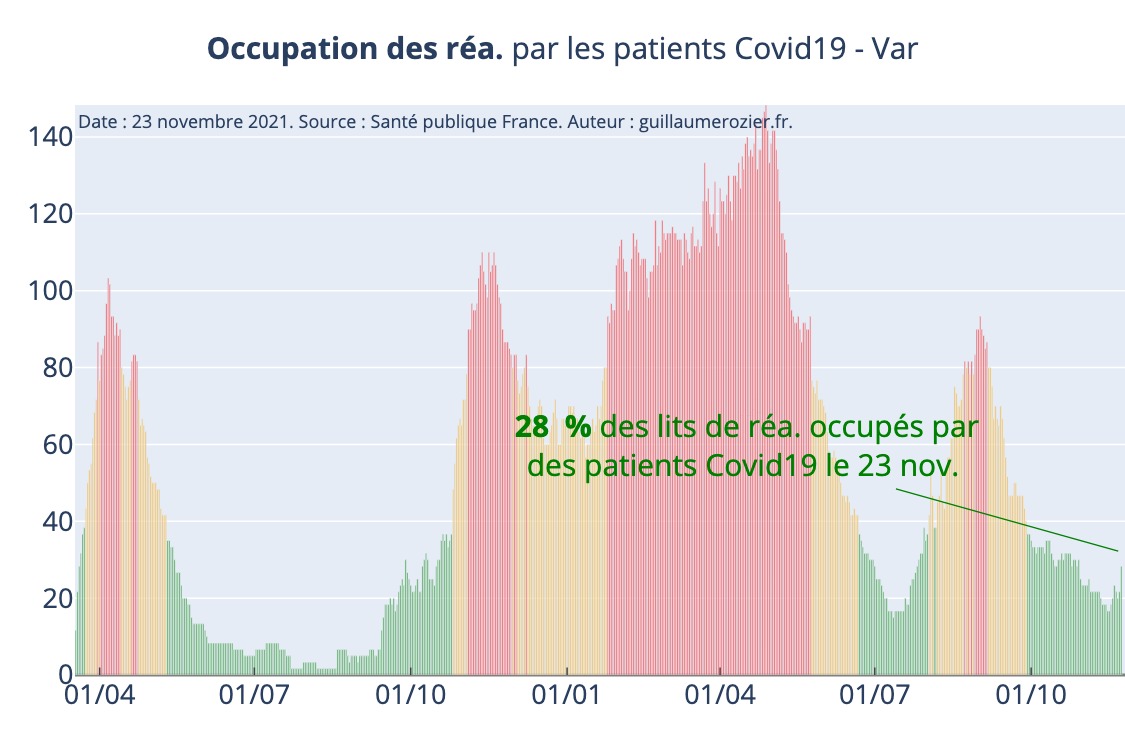 Occupation des réa. par les patients Covid19 - Var
Date : 23 novembre 2021. Source : Santé publique France. Auteur : guillaumerozier.fr.
140
120
100
80
60
40
20
0
28 % des lits de réa. occupés par
des patients Covid19 le 23 nov.
01/04 01/07 01/10 01/01 01/04 01/07 01/10